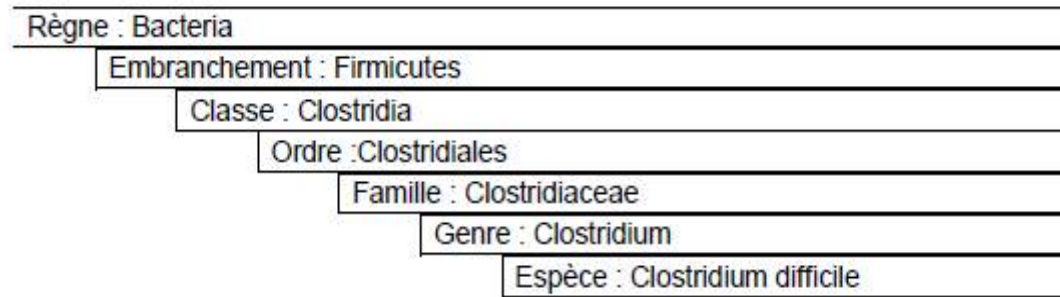 Règne : Bacteria
Embranchement : Firmicutes
Classe : Clostridia
Ordre :Clostridiales
Famille : Clostridiaceae
Genre : Clostridium
Espèce : Clostridium difficile